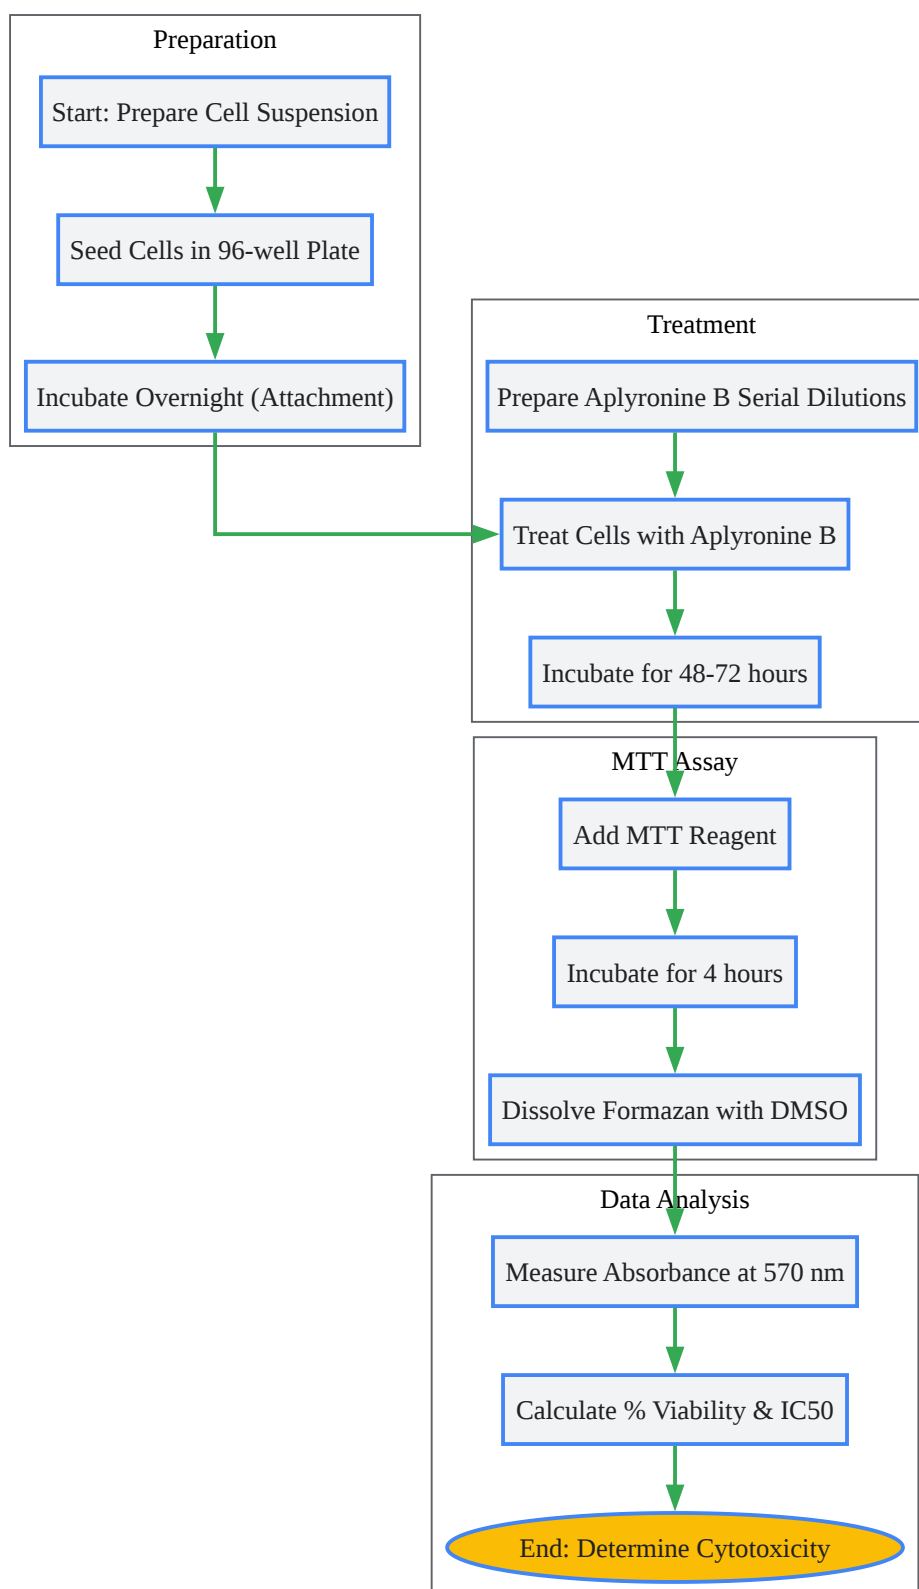 Preparation
Start: Prepare Cell Suspension
Seed Cells in 96-well Plate
Incubate Overnight (Attachment)
Treatment
Prepare Aplyronine B Serial Dilutions
Treat Cells with Aplyronine B
Incubate for 48-72 hours
MTT Assay
Add MTT Reagent
Incubate for 4 hours
Dissolve Formazan with DMSO
Data Analysis
Measure Absorbance at 570 nm
Calculate % Viability & IC50
End: Determine Cytotoxicity